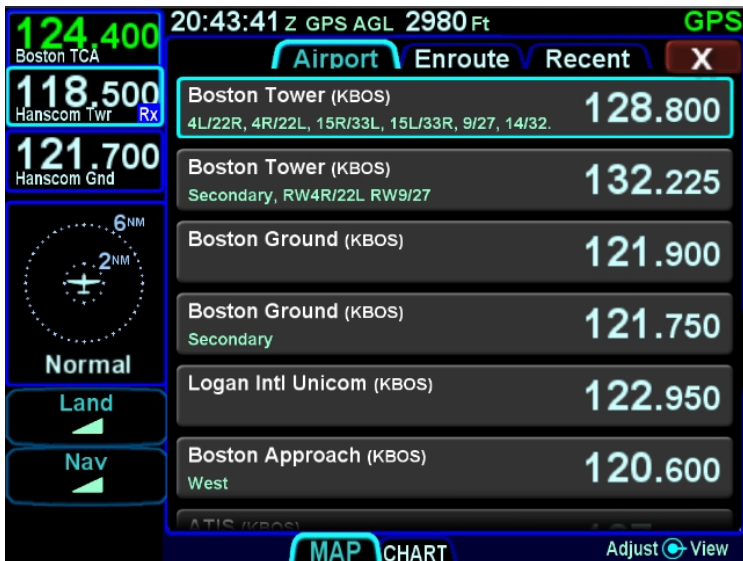 124.400
Boston TCA
118.500
Hanscom Twr Rx
121.700
Hanscom Gnd
6NM
2NM
Normal
Land
Nav
20:43:41 Z GPS AGL 2980 Ft GPS
Airport Enroute Recent X
Boston Tower (KBOS)
4L/22R, 4R/22L, 15R/33L, 15L/33R, 9/27, 14/32.
128.800
Boston Tower (KBOS)
Secondary, RW4R/22L RW9/27
132.225
Boston Ground (KBOS)
121.900
Boston Ground (KBOS)
Secondary
121.750
Logan Intl Unicom (KBOS)
122.950
Boston Approach (KBOS)
West
120.600
ATIS (KBOS)
MAP CHART
Adjust View